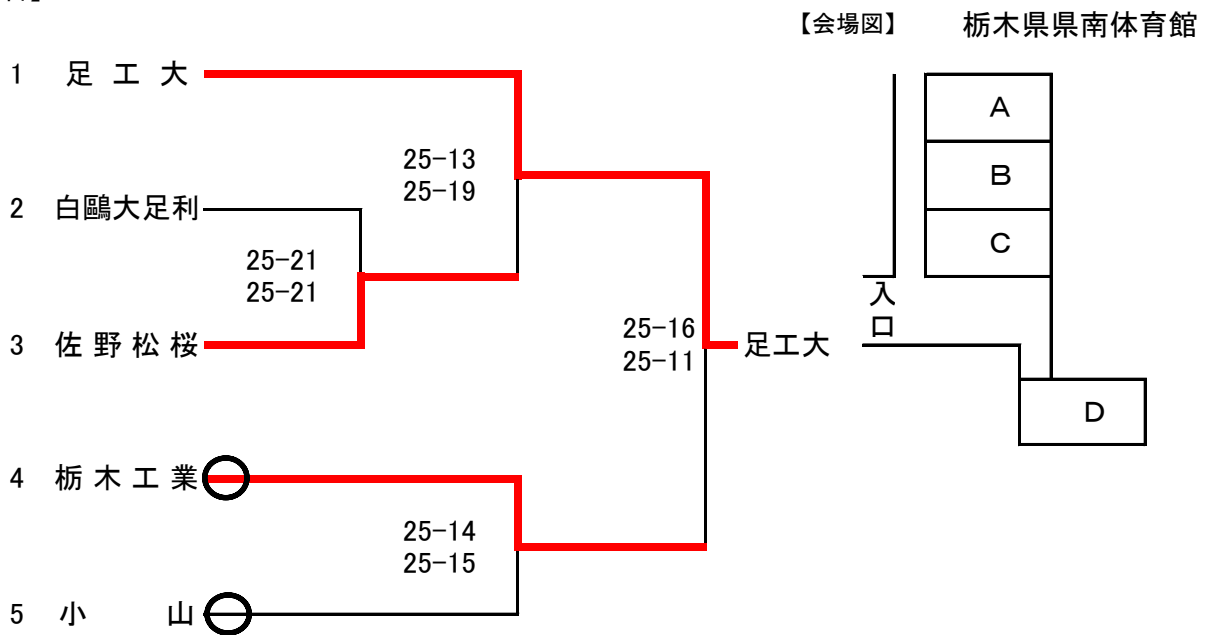 【会場図】 栃木県県南体育館
1 足工大
2 白鷗大足利
3 佐野松桜
4 栃木工業
5 小山
25-13
25-19
25-21
25-21
25-16
25-11
足工大
25-14
25-15
A
B
C
入口
D